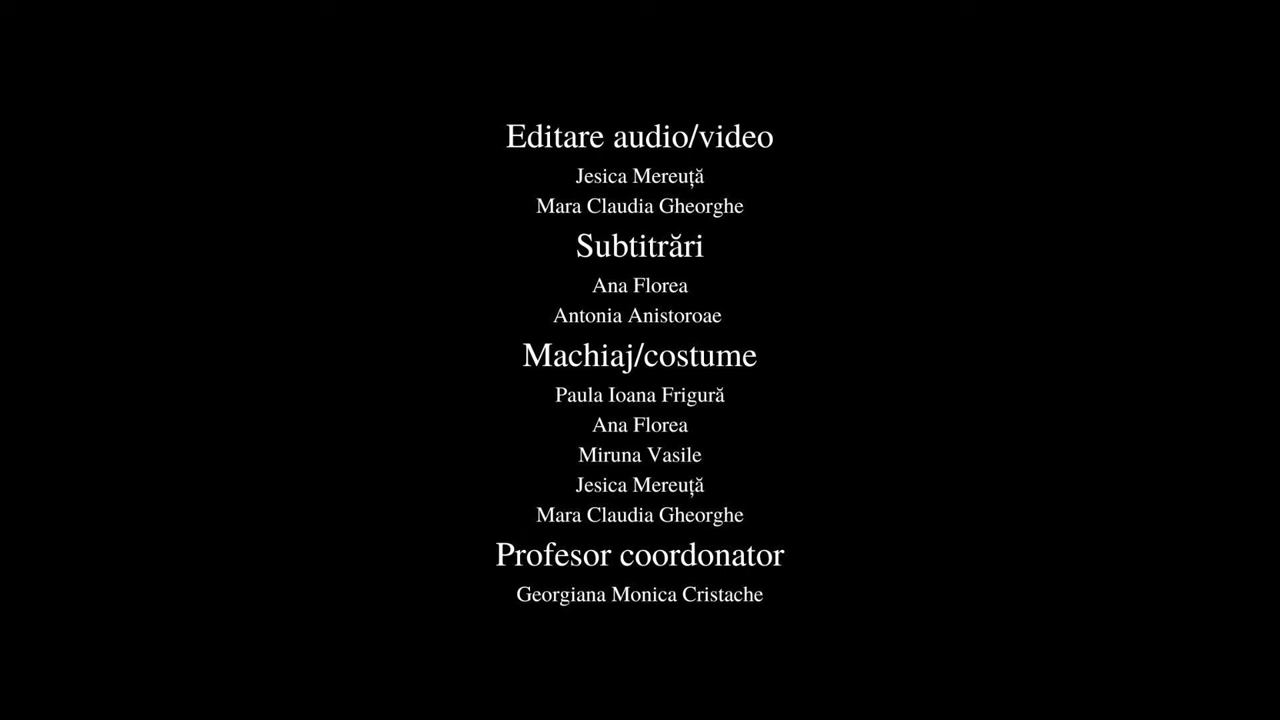 Editare audio/video
Jesica Mereuță
Mara Claudia Gheorghe
Subtitrări
Ana Florea
Antonia Anistoroae
Machiaj/costume
Paula Ioana Frigură
Ana Florea
Miruna Vasile
Jesica Mereuță
Mara Claudia Gheorghe
Profesor coordonator
Georgiana Monica Cristache